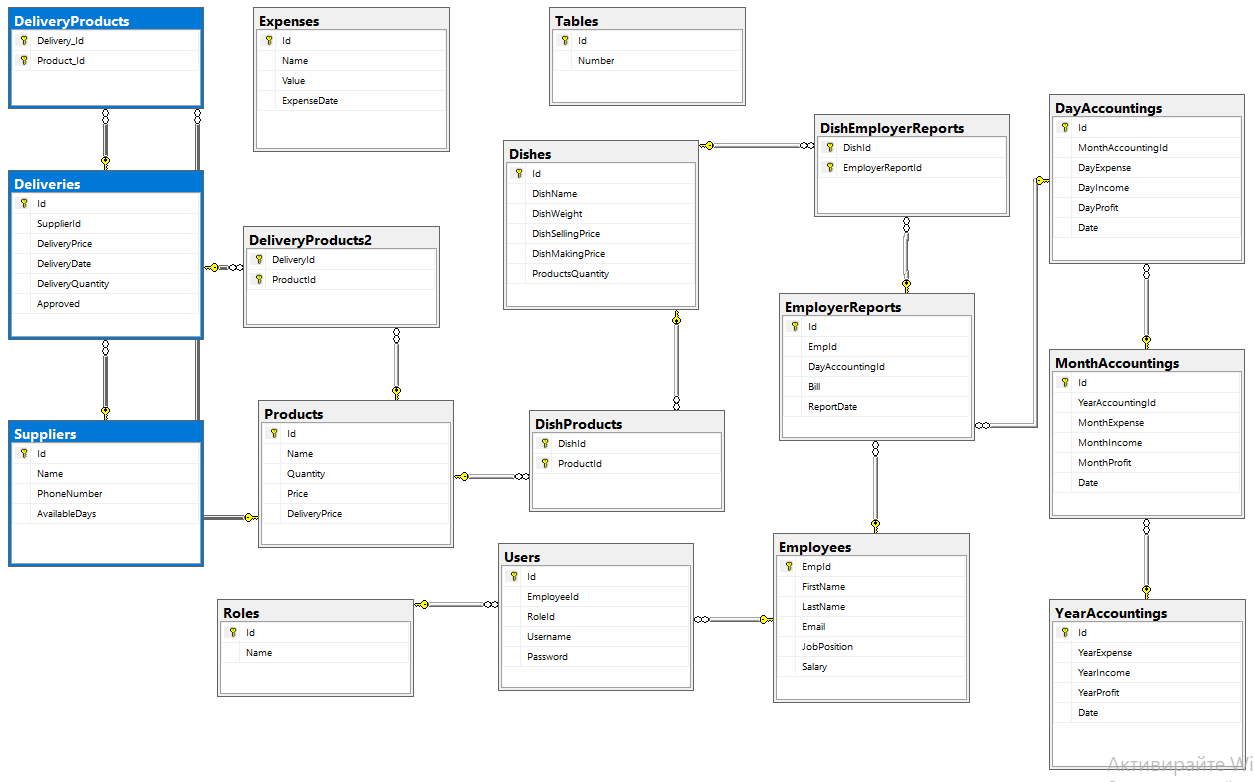 DeliveryProducts
Delivery_Id
Product_Id
Expenses
Id
Name
Value
ExpenseDate
Tables
Id
Number
DayAccountings
Id
MonthAccountingId
DayExpense
DayIncome
DayProfit
Date
DishEmployerReports
DishId
EmployerReportId
Dishes
Id
DishName
DishWeight
DishSellingPrice
DishMakingPrice
ProductsQuantity
Deliveries
Id
SupplierId
DeliveryPrice
DeliveryDate
DeliveryQuantity
Approved
DeliveryProducts2
DeliveryId
ProductId
EmployerReports
Id
EmpId
DayAccountingId
Bill
ReportDate
MonthAccountings
Id
YearAccountingId
MonthExpense
MonthIncome
MonthProfit
Date
Products
Id
Name
Quantity
Price
DeliveryPrice
DishProducts
DishId
ProductId
Suppliers
Id
Name
PhoneNumber
AvailableDays
Employees
EmpId
FirstName
LastName
Email
JobPosition
Salary
Users
Id
EmployeeId
RoleId
Username
Password
Roles
Id
Name
YearAccountings
Id
YearExpense
YearIncome
YearProfit
Date
Активирайте Wi